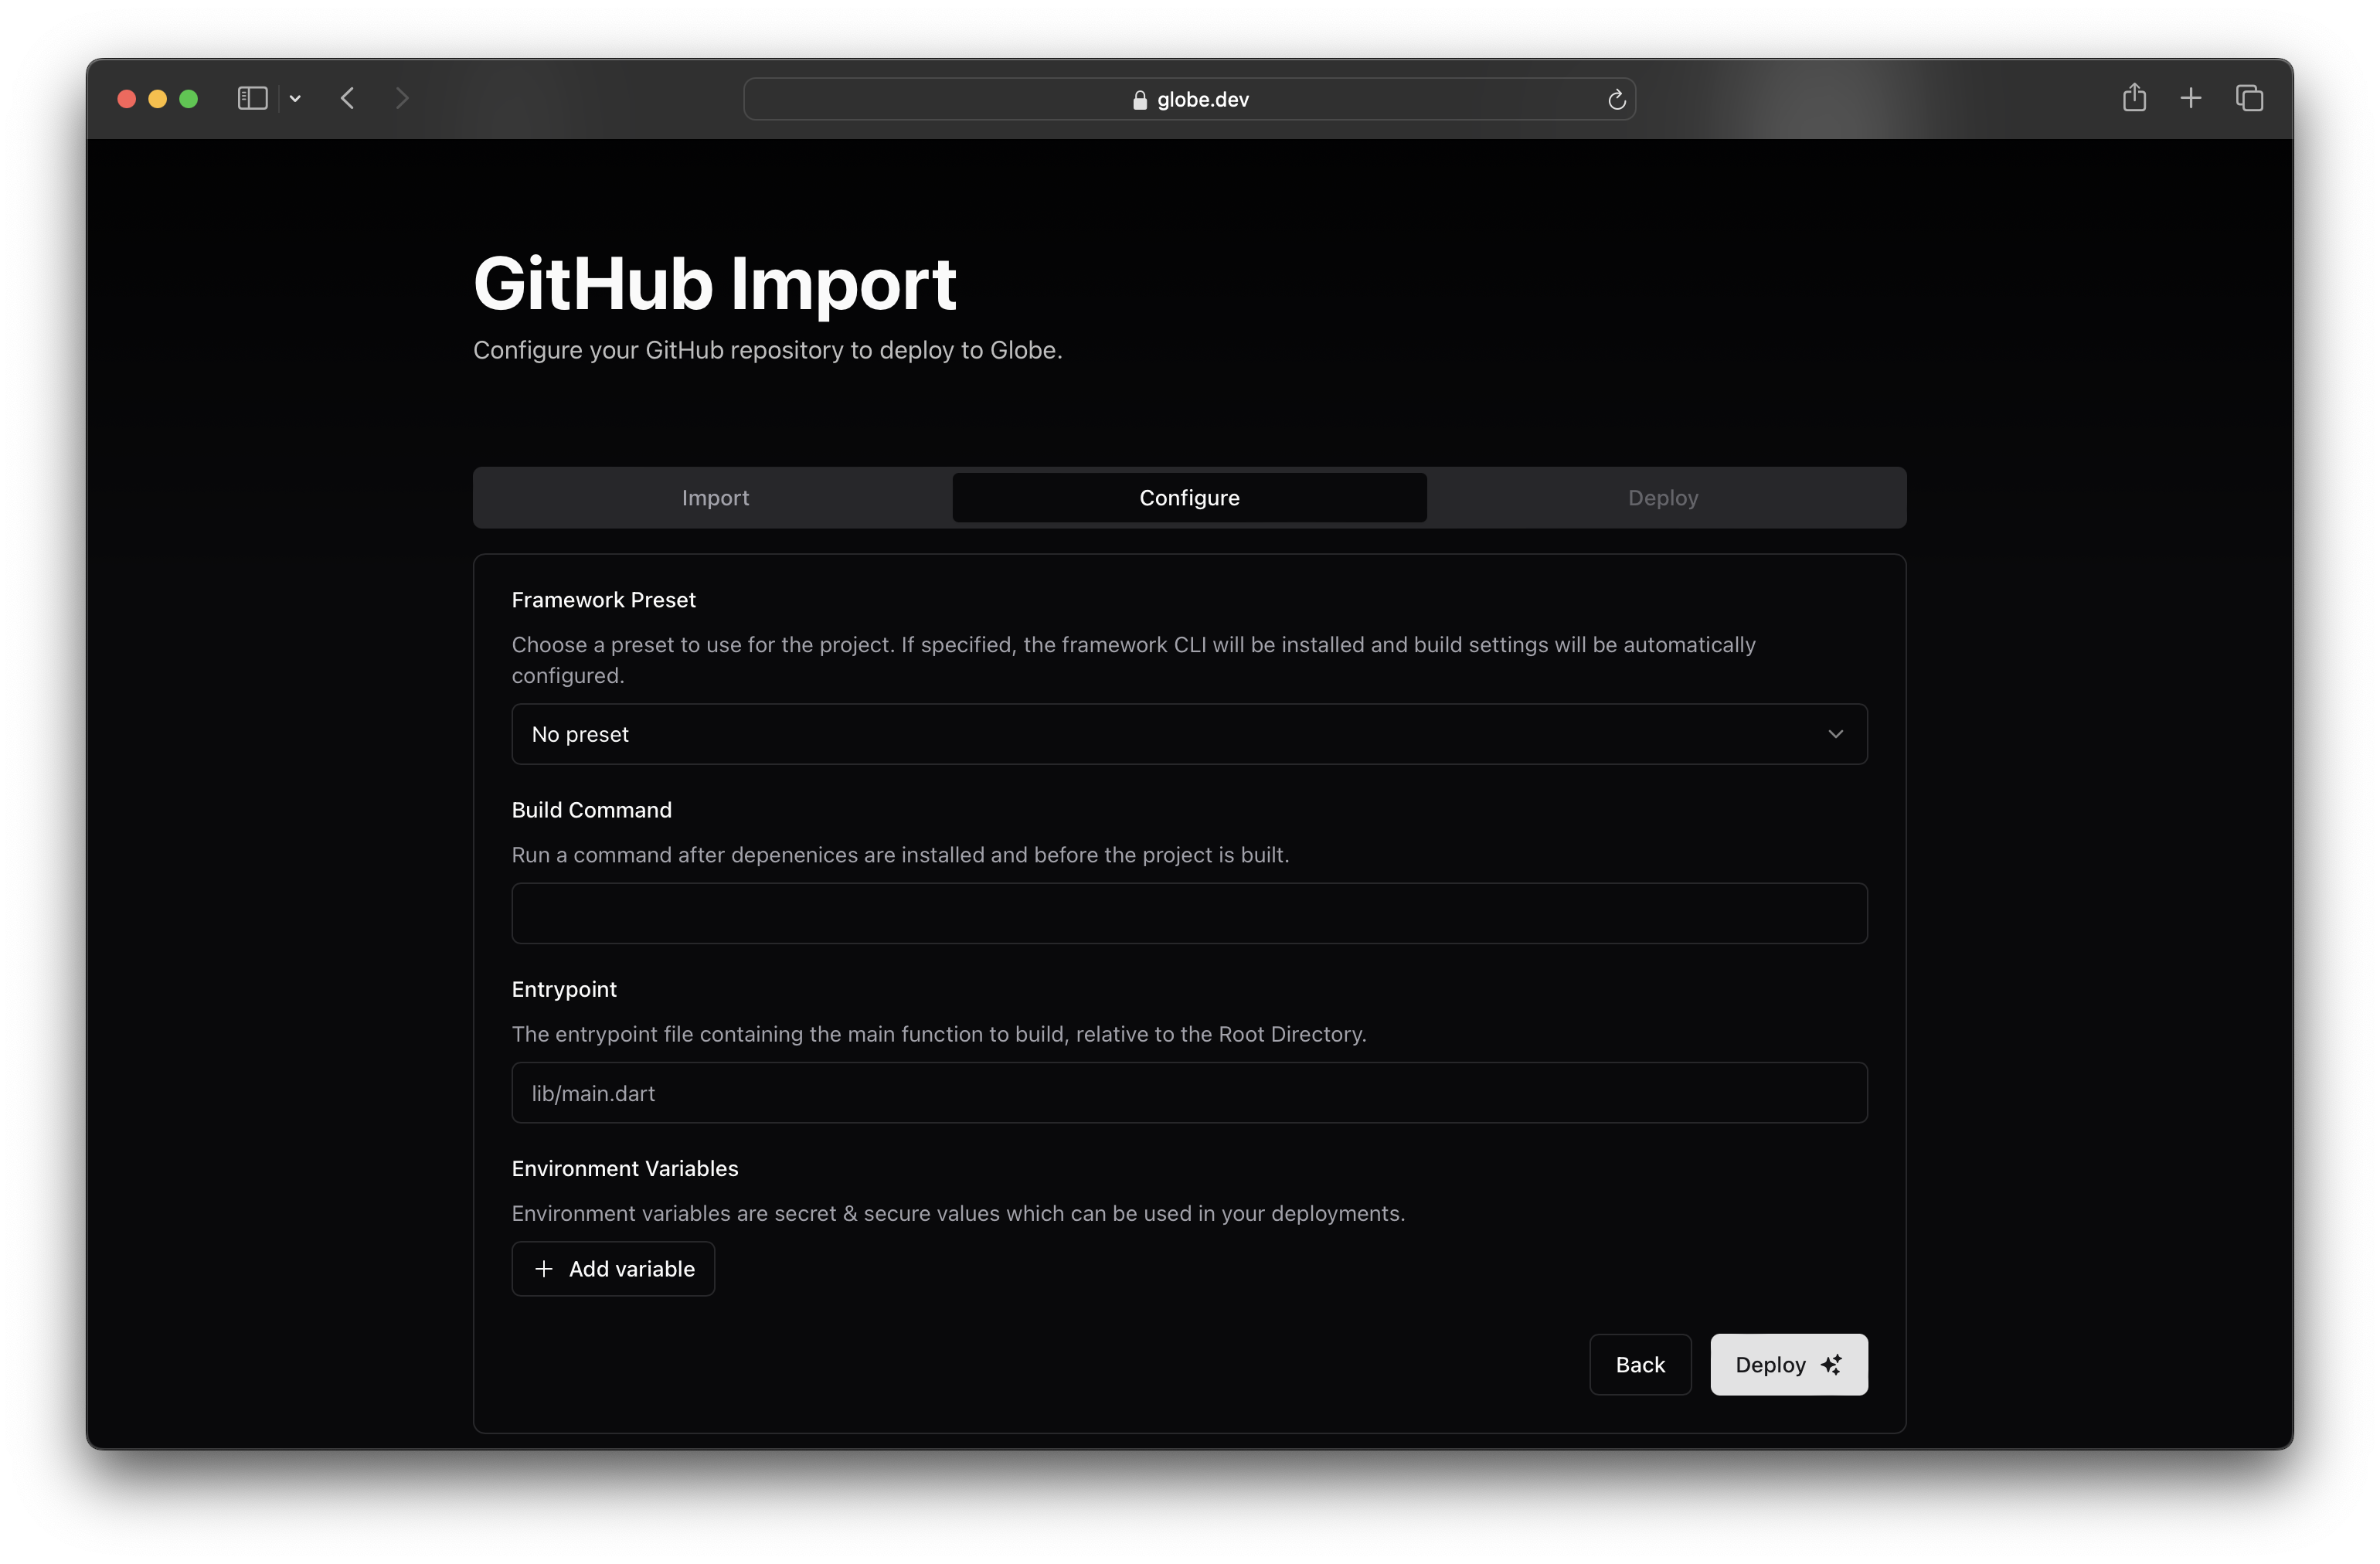 globe.dev
GitHub Import
Configure your GitHub repository to deploy to Globe.
Import
Configure
Deploy
Framework Preset
Choose a preset to use for the project. If specified, the framework CLI will be installed and build settings will be automatically
configured.
No preset
Build Command
Run a command after depenenices are installed and before the project is built.
Entrypoint
The entrypoint file containing the main function to build, relative to the Root Directory.
lib/main.dart
Environment Variables
Environment variables are secret & secure values which can be used in your deployments.
Add variable
Back
Deploy